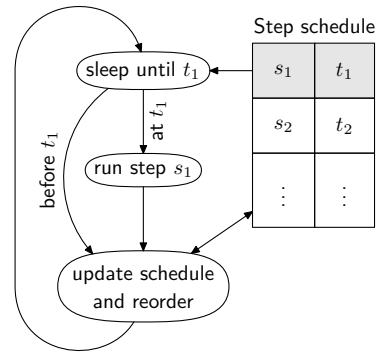 Step schedule
sleep until t₁
s₁ t₁
at t₁
before t₁
s₂ t₂
run step s₁
⋮ ⋮
update schedule
and reorder